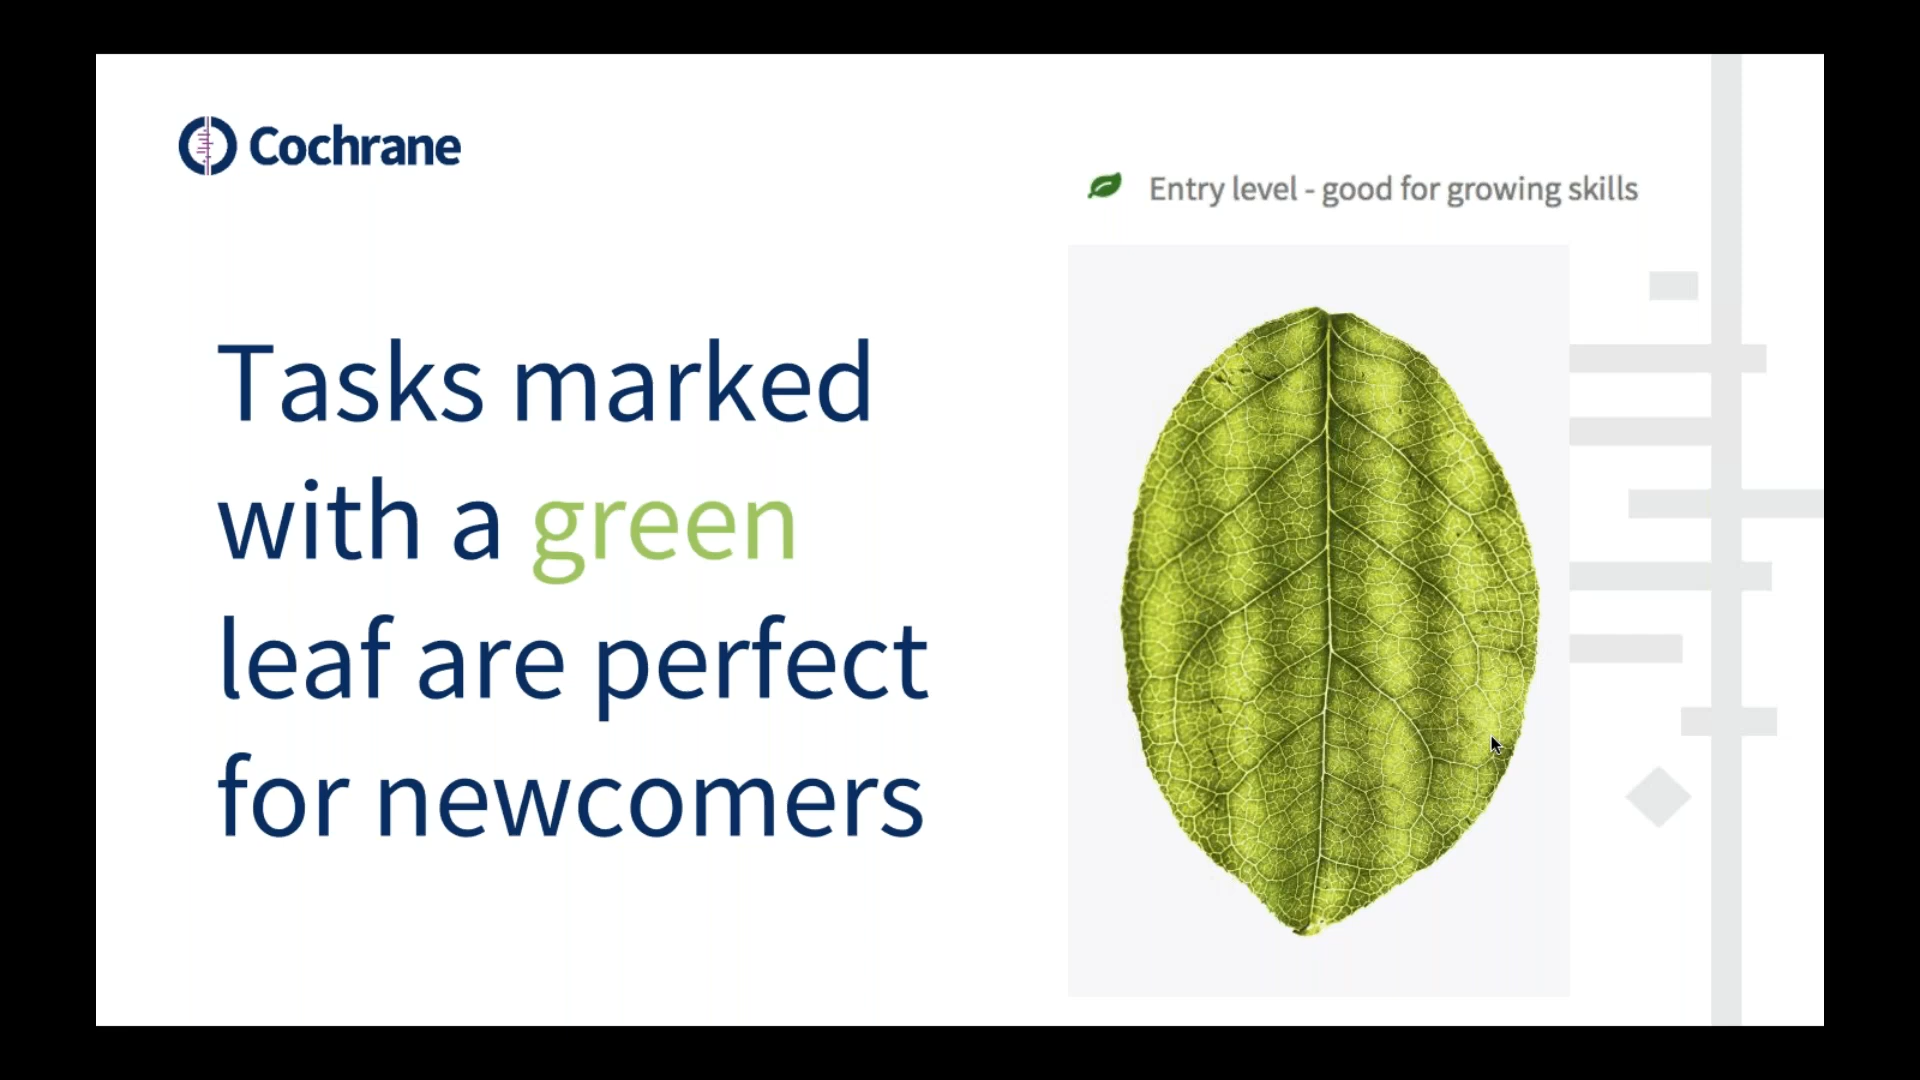 Cochrane
Entry level - good for growing skills
Tasks marked
with a green
leaf are perfect
for newcomers